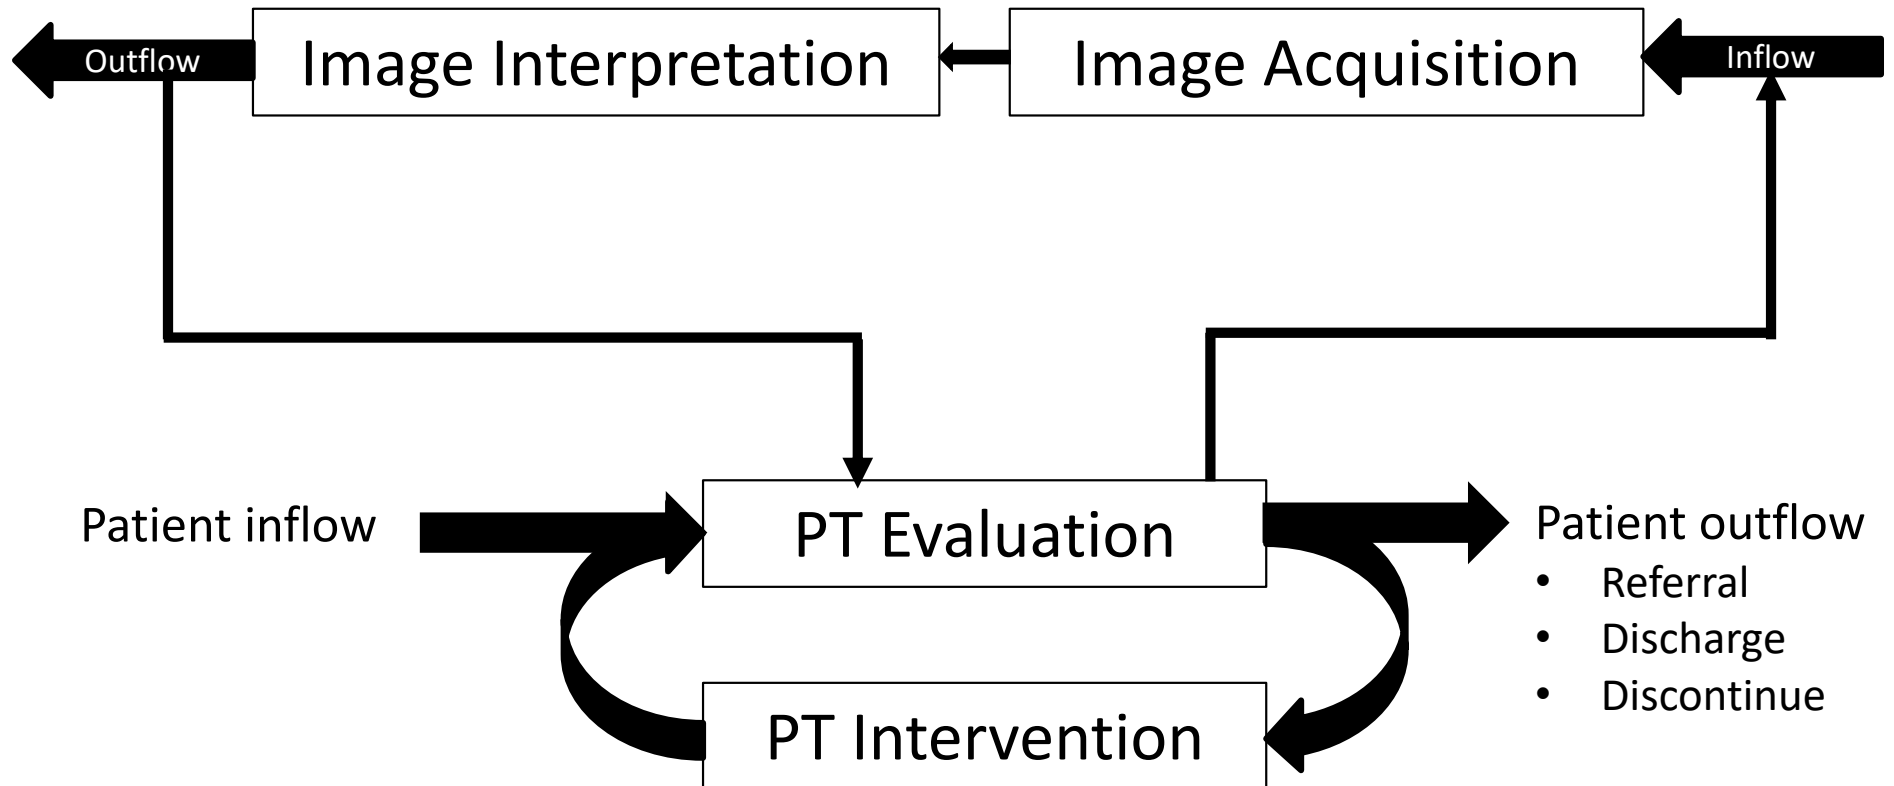 Outflow
Image Interpretation
Image Acquisition
Inflow
Patient inflow
PT Evaluation
Patient outflow
• Referral
• Discharge
• Discontinue
PT Intervention